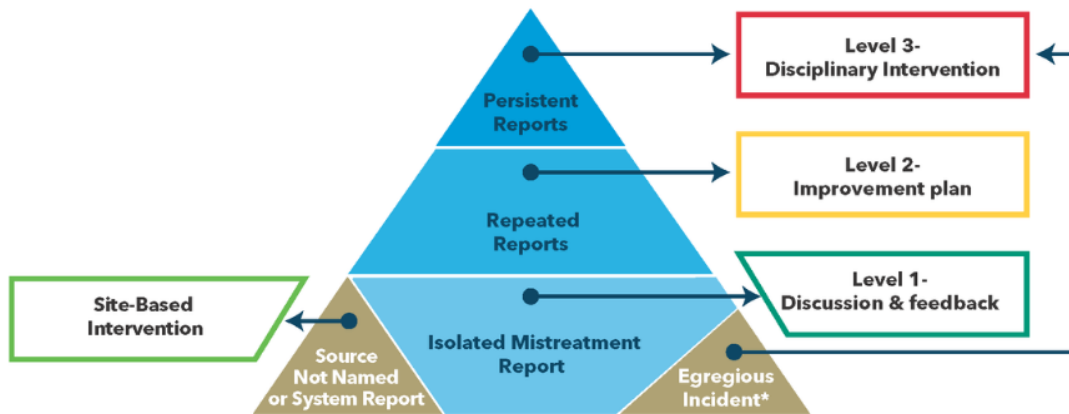 Persistent
Reports
Level 3-
Disciplinary Intervention
Repeated
Reports
Level 2-
Improvement plan
Site-Based
Intervention
Source
Not Named
or System Report
Isolated Mistreatment
Report
Level 1-
Discussion & feedback
Egregious
Incident*